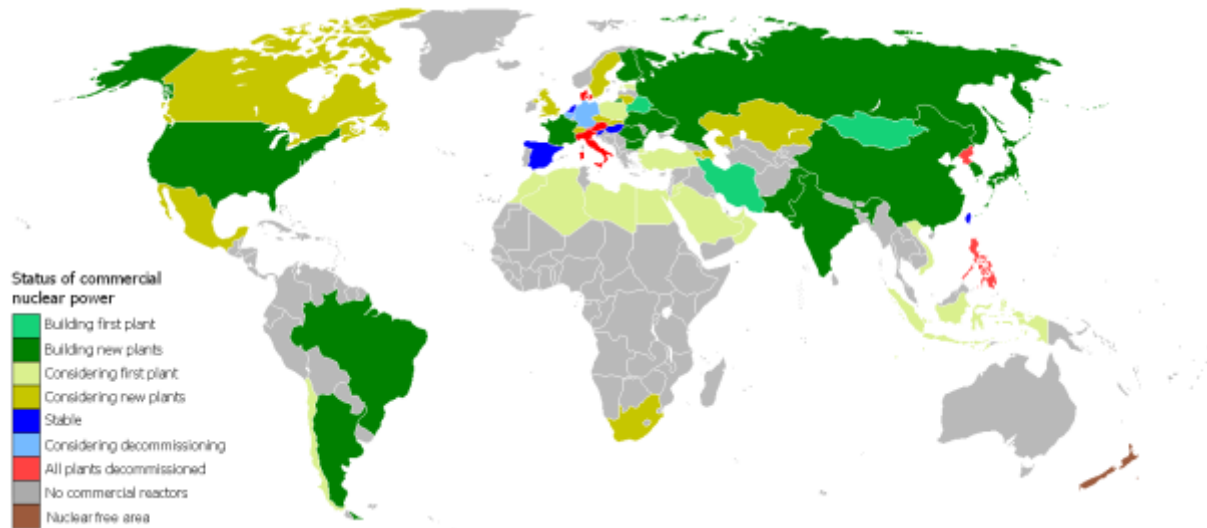 Status of commercial
nuclear power
Building first plant
Building new plants
Considering first plant
Considering new plants
Stable
Considering decommissioning
All plants decommissioned
No commercial reactors
Nuclear free area